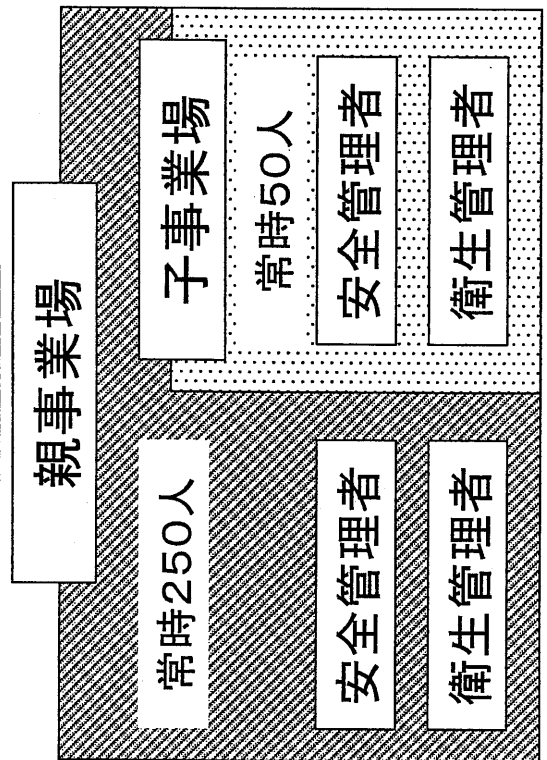 親事業場
常時250人
安全管理者
衛生管理者
子事業場
常時50人
安全管理者
衛生管理者